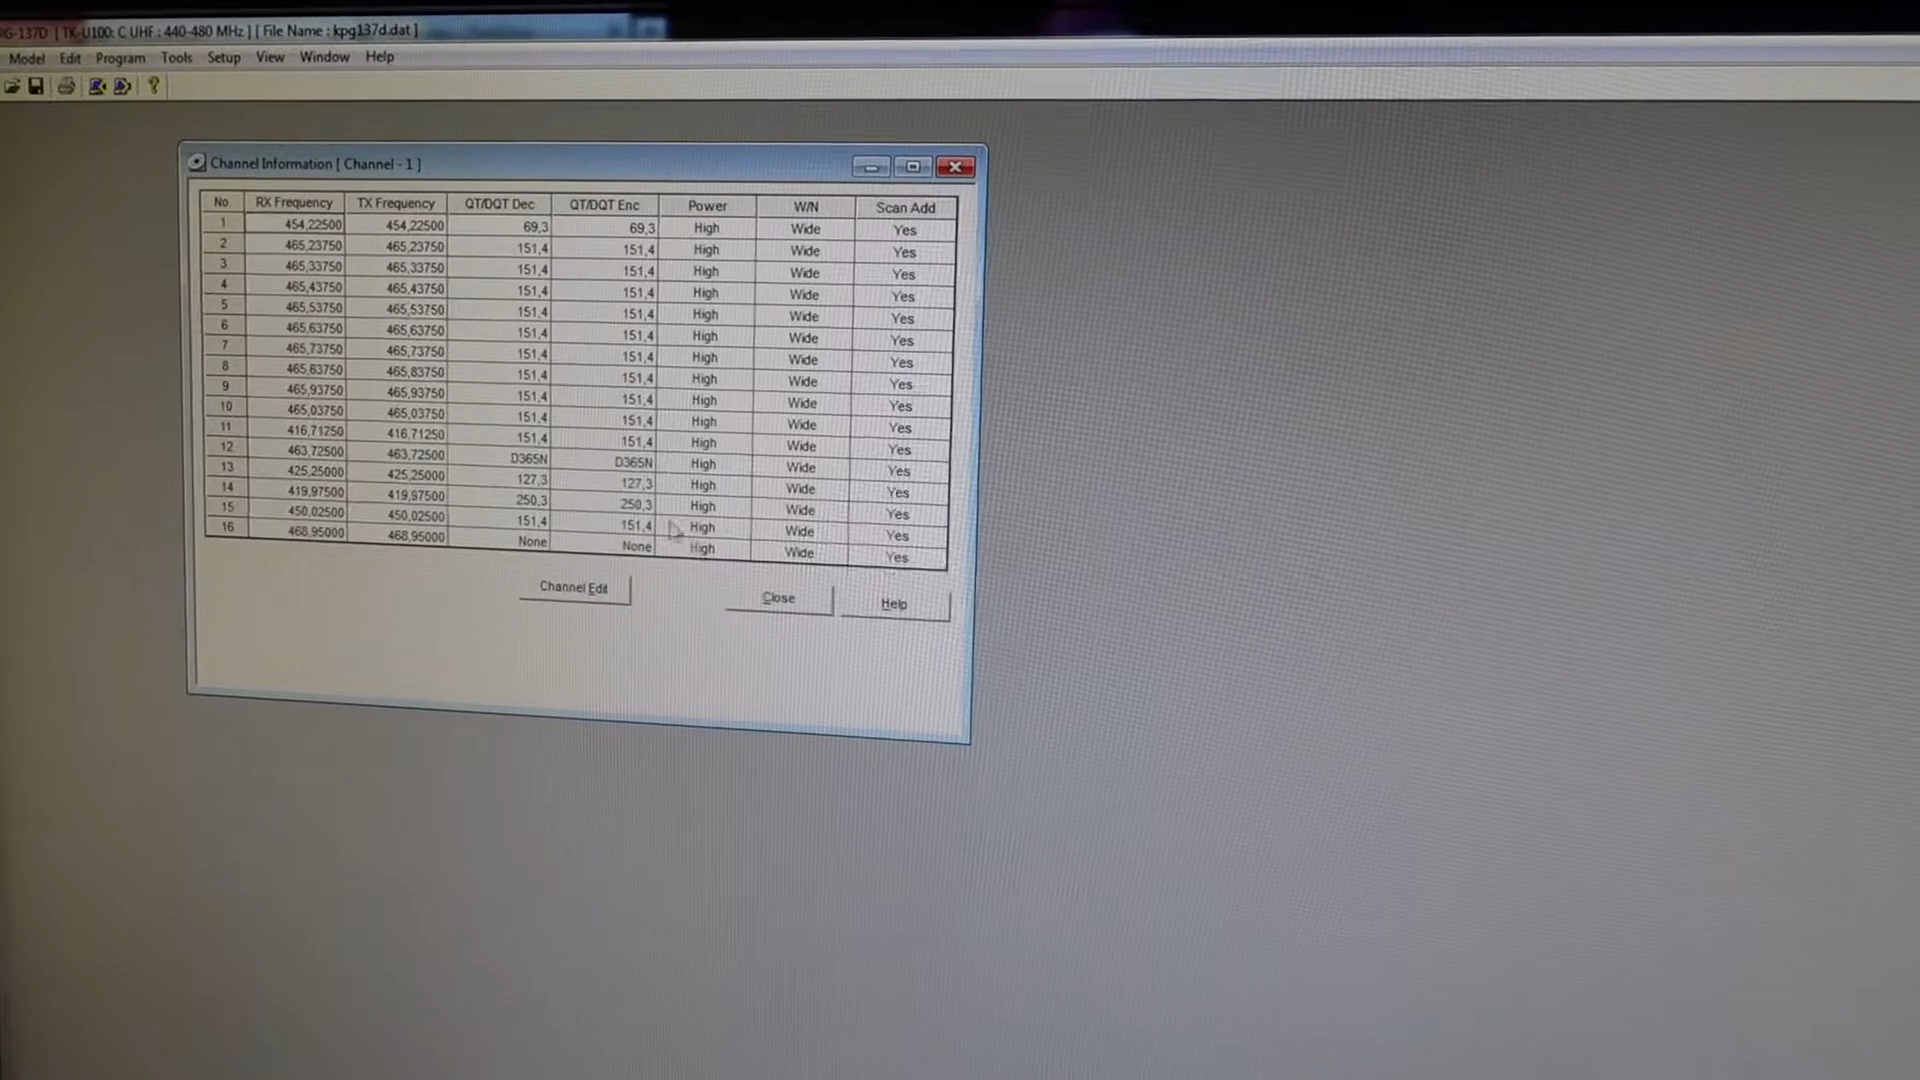 G-137D [ TK-U100: C UHF : 440-480 MHz ] [ File Name : kpg137d.dat ]
Model Edit Program Tools Setup View Window Help
Channel Information [ Channel - 1 ]
No. RX Frequency TX Frequency QT/DQT Dec QT/DQT Enc Power W/N Scan Add
1 454,22500 454,22500 69,3 69,3 High Wide Yes
2 465,23750 465,23750 151,4 151,4 High Wide Yes
3 465,33750 465,33750 151,4 151,4 High Wide Yes
4 465,43750 465,43750 151,4 151,4 High Wide Yes
5 465,53750 465,53750 151,4 151,4 High Wide Yes
6 465,63750 465,63750 151,4 151,4 High Wide Yes
7 465,73750 465,73750 151,4 151,4 High Wide Yes
8 465,63750 465,83750 151,4 151,4 High Wide Yes
9 465,93750 465,93750 151,4 151,4 High Wide Yes
10 465,03750 465,03750 151,4 151,4 High Wide Yes
11 416,71250 416,71250 151,4 151,4 High Wide Yes
12 463,72500 463,72500 D365N D365N High Wide Yes
13 425,25000 425,25000 127,3 127,3 High Wide Yes
14 419,97500 419,97500 250,3 250,3 High Wide Yes
15 450,02500 450,02500 151,4 151,4 High Wide Yes
16 468,95000 468,95000 None None High Wide Yes
Channel Edit Close Help